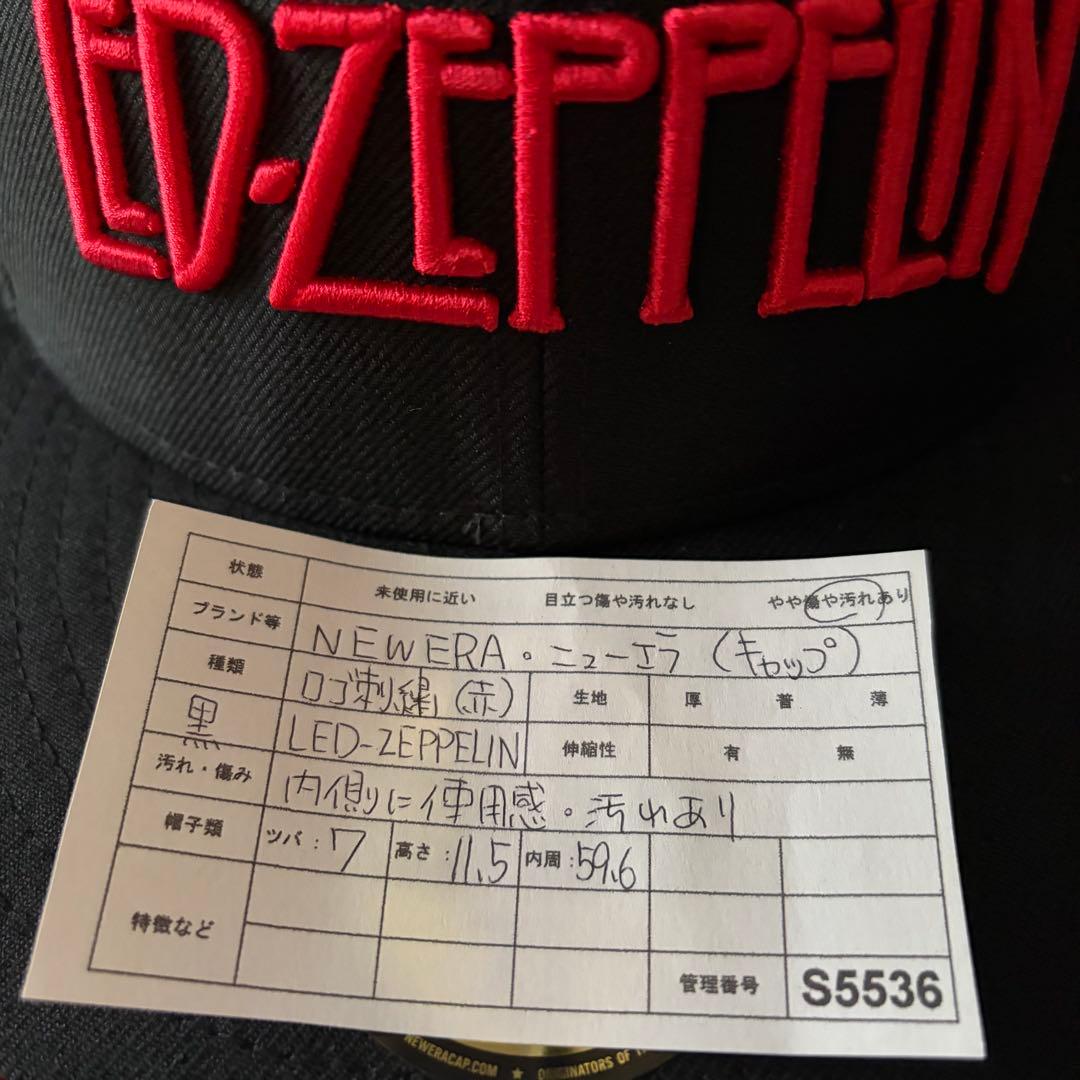 LED-ZEPPELIN
状態 未使用に近い 目立つ傷や汚れなし やや傷や汚れあり
ブランド等 NEWERA。ニューエラ(キャップ)
種類 ロゴ刺繍(赤) 生地 厚 普 薄
黒 LED-ZEPPELIN 伸縮性 有 無
汚れ・傷み 内側に使用感。汚れあり
帽子類 ツバ:7 高さ:11.5 内周:59.6
特徴など
管理番号 S5536
NEWERACAP.COM ★ ORIGINATORS OF